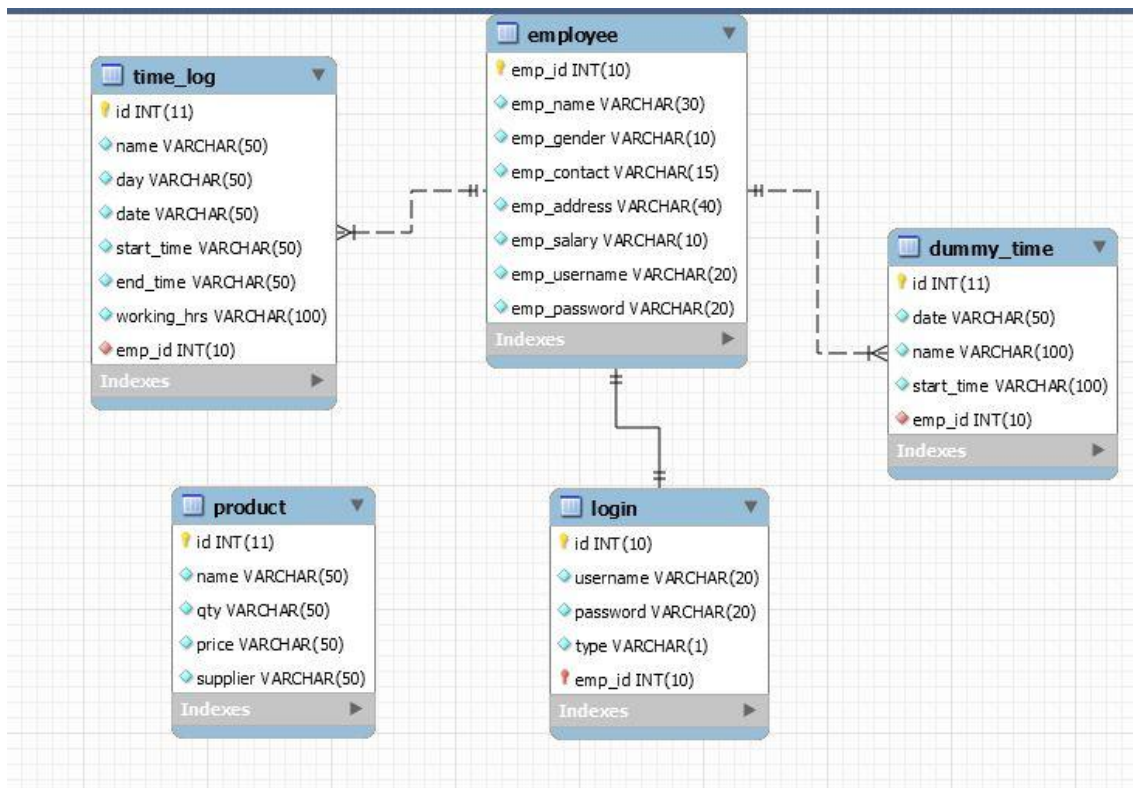 employee
emp_id INT(10)
emp_name VARCHAR(30)
emp_gender VARCHAR(10)
emp_contact VARCHAR(15)
emp_address VARCHAR(40)
emp_salary VARCHAR(10)
emp_username VARCHAR(20)
emp_password VARCHAR(20)
Indexes
time_log
id INT(11)
name VARCHAR(50)
day VARCHAR(50)
date VARCHAR(50)
start_time VARCHAR(50)
end_time VARCHAR(50)
working_hrs VARCHAR(100)
emp_id INT(10)
Indexes
dummy_time
id INT(11)
date VARCHAR(50)
name VARCHAR(100)
start_time VARCHAR(100)
emp_id INT(10)
Indexes
product
id INT(11)
name VARCHAR(50)
qty VARCHAR(50)
price VARCHAR(50)
supplier VARCHAR(50)
Indexes
login
id INT(10)
username VARCHAR(20)
password VARCHAR(20)
type VARCHAR(1)
emp_id INT(10)
Indexes